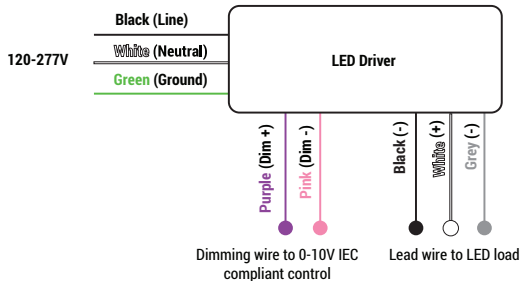 Black (Line)
120-277V
White (Neutral)
LED Driver
Green (Ground)
Purple (Dim +)
Pink (Dim -)
Black (-)
White (+)
Grey (-)
Dimming wire to 0-10V IEC
compliant control
Lead wire to LED load